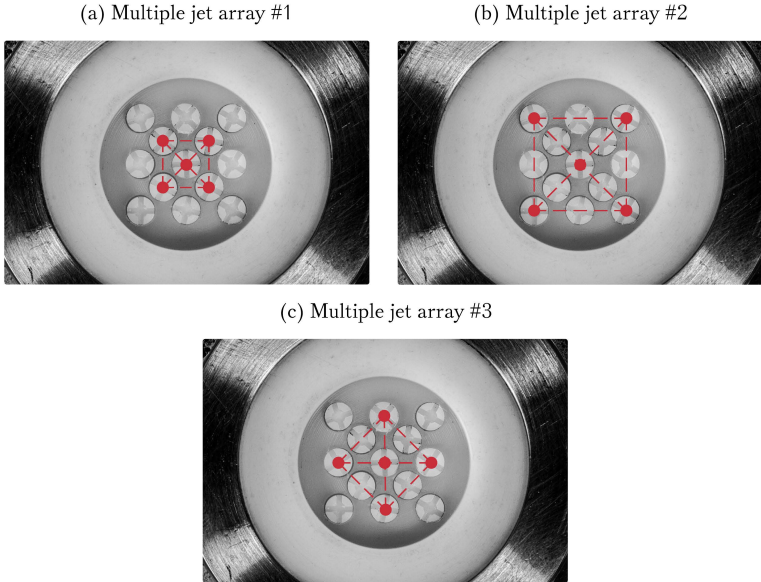 (a) Multiple jet array #1
(b) Multiple jet array #2
(c) Multiple jet array #3